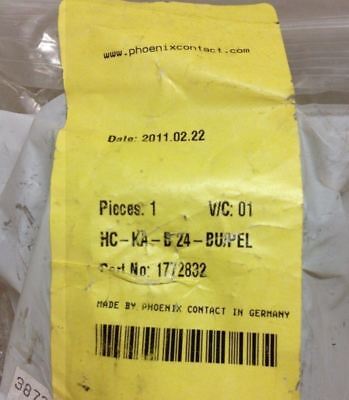 www.phoenixcontact.com
Date: 2011.02.22
Pieces: 1 V/C: 01
HC-KA-B 24-BU/PEL
Part No: 1772832
MADE BY PHOENIX CONTACT IN GERMANY